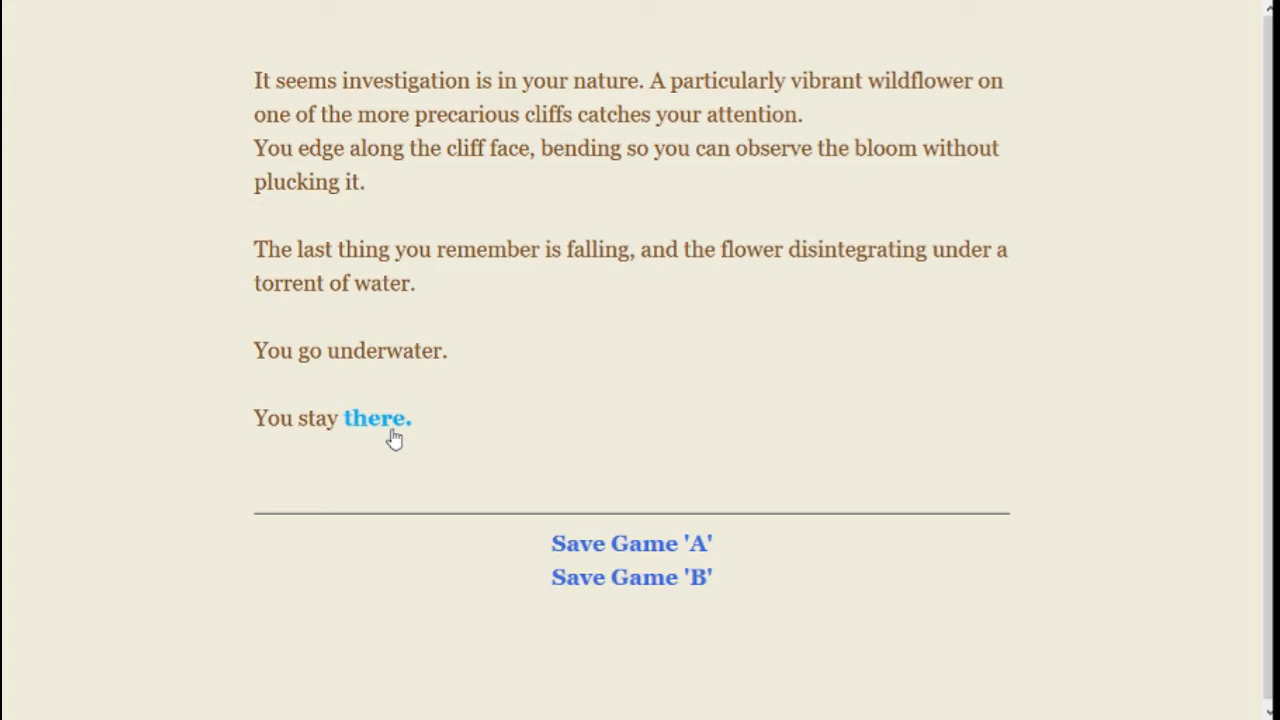 It seems investigation is in your nature. A particularly vibrant wildflower on
one of the more precarious cliffs catches your attention.
You edge along the cliff face, bending so you can observe the bloom without
plucking it.
The last thing you remember is falling, and the flower disintegrating under a
torrent of water.
You go underwater.
You stay there.
Save Game 'A'
Save Game 'B'